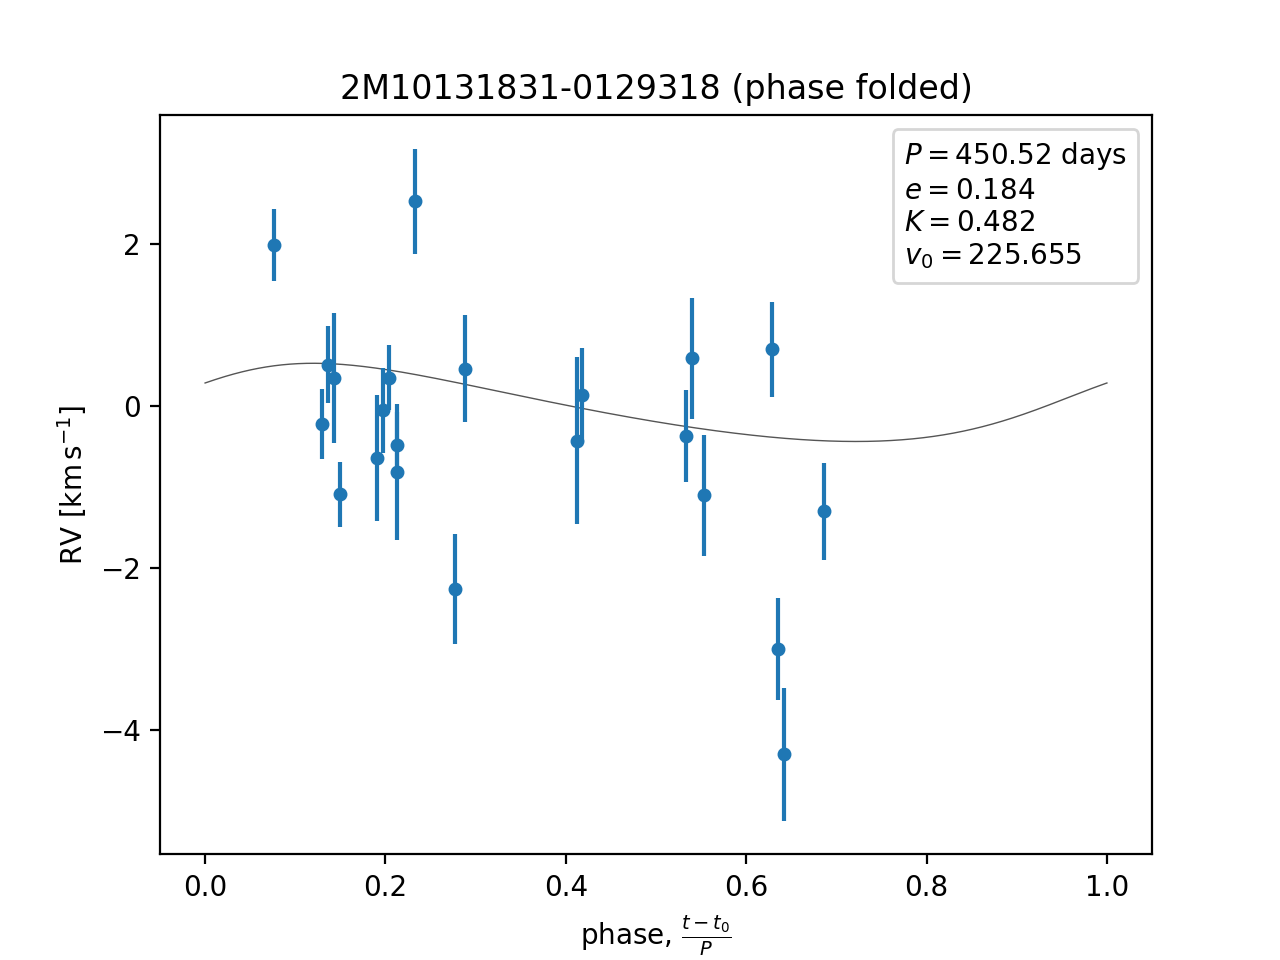 2M10131831-0129318 (phase folded)
P = 450.52 days
e = 0.184
K = 0.482
v₀ = 225.655
RV [km s⁻¹]
2
0
−2
−4
0.0 0.2 0.4 0.6 0.8 1.0
phase, (t − t₀)/P